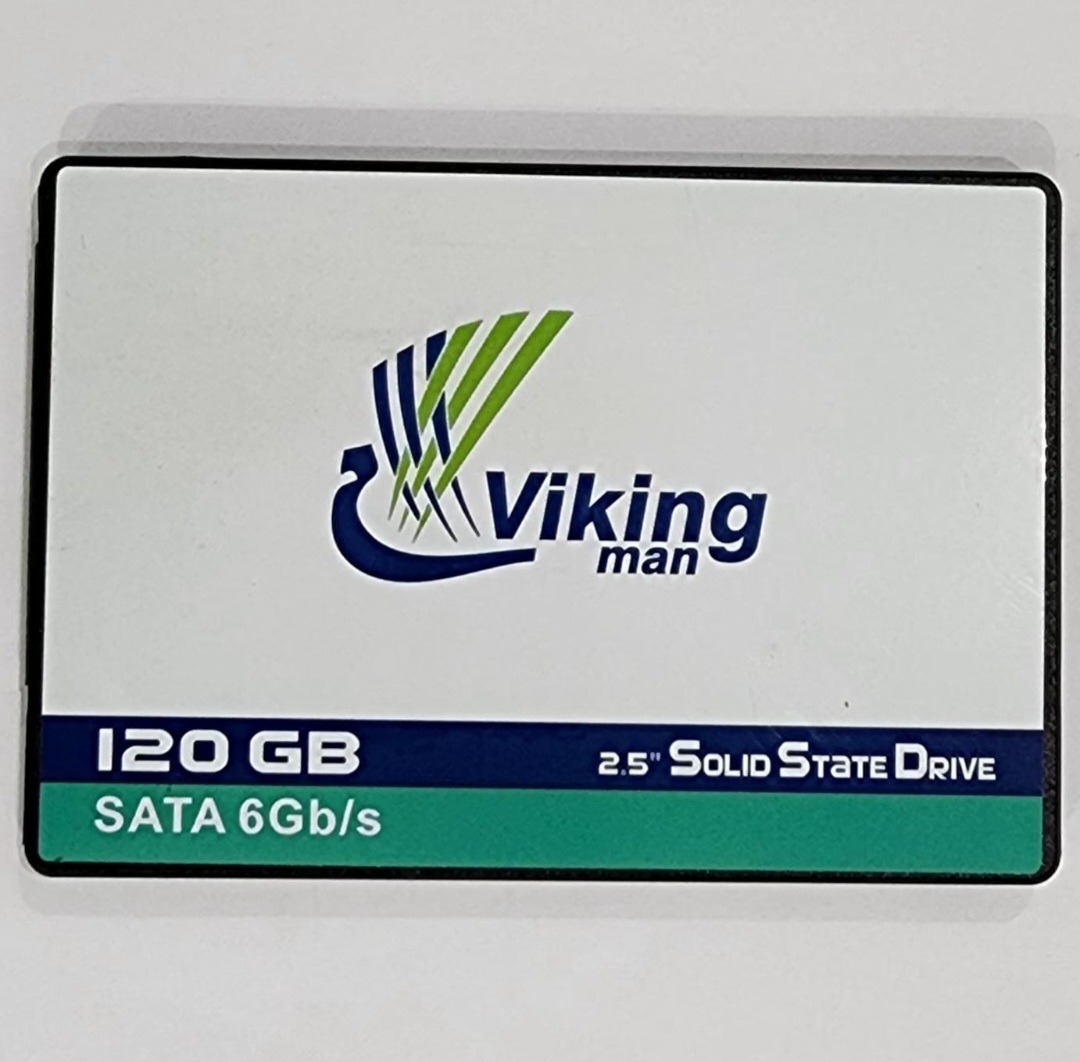 Viking
man
120 GB
2.5" SOLID STATE DRIVE
SATA 6Gb/s